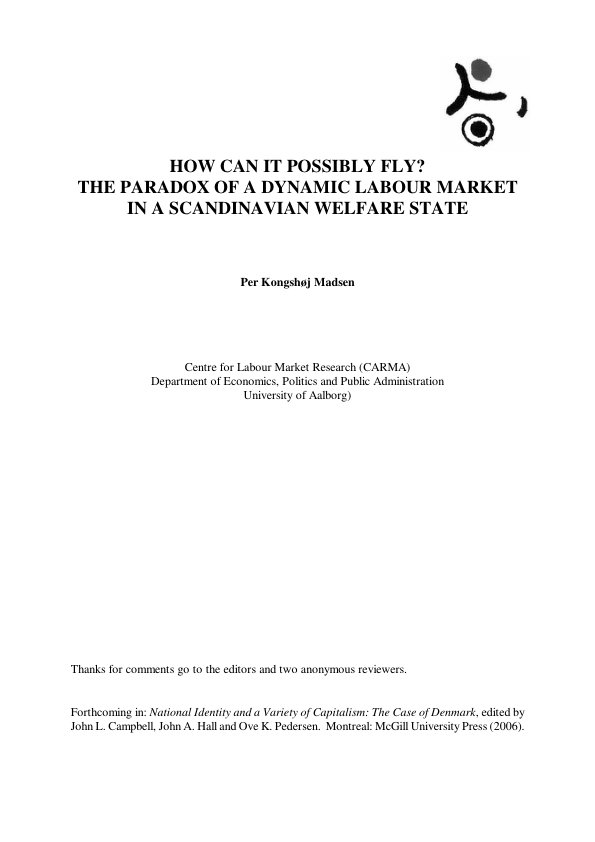 HOW CAN IT POSSIBLY FLY?
THE PARADOX OF A DYNAMIC LABOUR MARKET
IN A SCANDINAVIAN WELFARE STATE
Per Kongshøj Madsen
Centre for Labour Market Research (CARMA)
Department of Economics, Politics and Public Administration
University of Aalborg)
Thanks for comments go to the editors and two anonymous reviewers.
Forthcoming in: National Identity and a Variety of Capitalism: The Case of Denmark, edited by
John L. Campbell, John A. Hall and Ove K. Pedersen. Montreal: McGill University Press (2006).